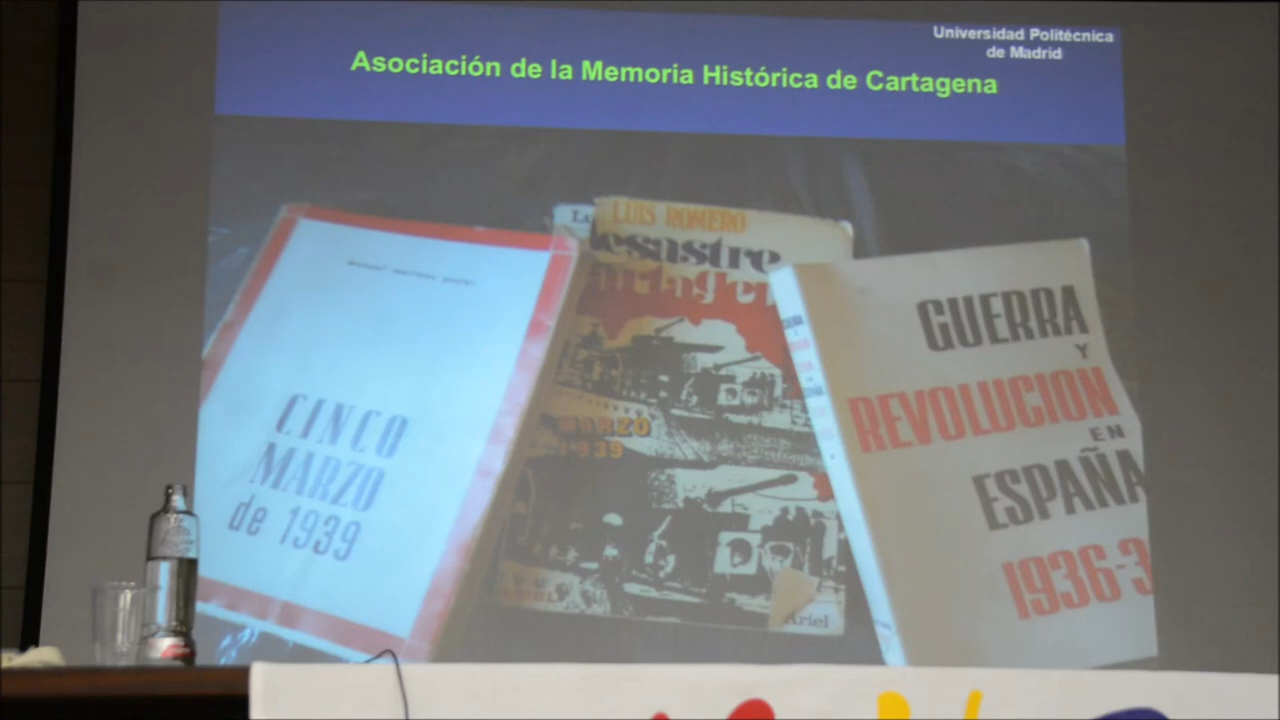 Universidad Politécnica
de Madrid
Asociación de la Memoria Histórica de Cartagena
CINCO
MARZO
de 1939
La
LUIS ROMERO
esastre
MARZO
1939
Ariel
GUERRA
Y
REVOLUCION
EN
ESPAÑA
1936-3